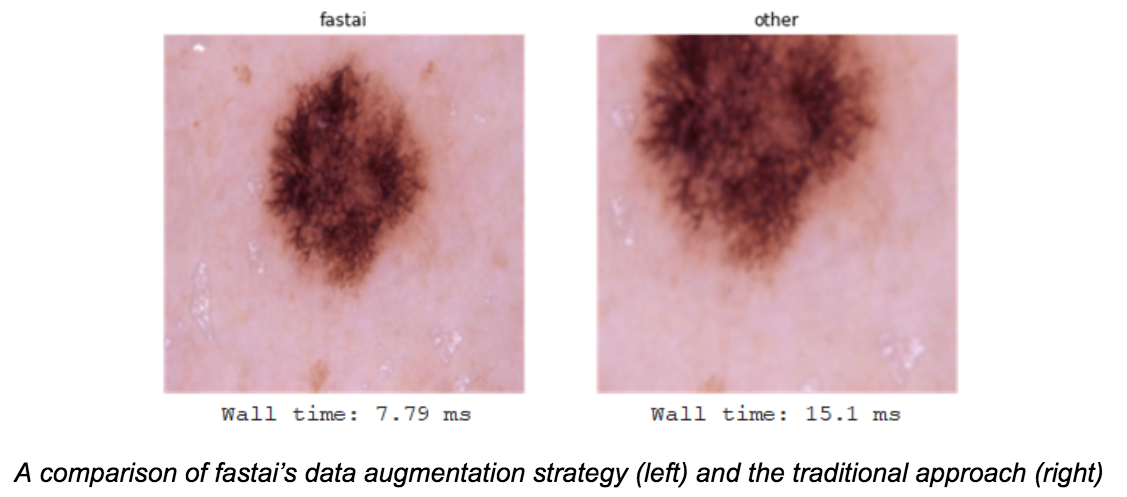 fastai
other
Wall time: 7.79 ms
Wall time: 15.1 ms
A comparison of fastai’s data augmentation strategy (left) and the traditional approach (right)